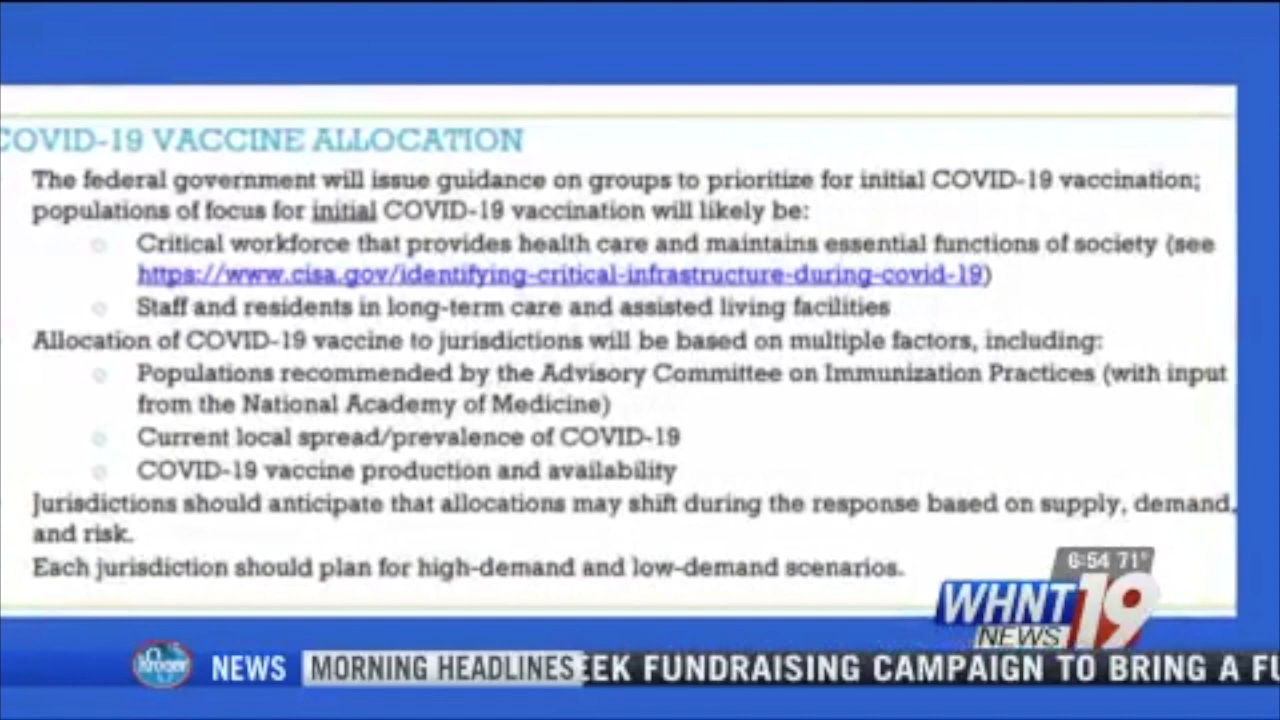 COVID-19 VACCINE ALLOCATION
The federal government will issue guidance on groups to prioritize for initial COVID-19 vaccination;
populations of focus for initial COVID-19 vaccination will likely be:
Critical workforce that provides health care and maintains essential functions of society (see
https://www.cisa.gov/identifying-critical-infrastructure-during-covid-19)
Staff and residents in long-term care and assisted living facilities
Allocation of COVID-19 vaccine to jurisdictions will be based on multiple factors, including:
Populations recommended by the Advisory Committee on Immunization Practices (with input
from the National Academy of Medicine)
Current local spread/prevalence of COVID-19
COVID-19 vaccine production and availability
Jurisdictions should anticipate that allocations may shift during the response based on supply, demand,
and risk.
Each jurisdiction should plan for high-demand and low-demand scenarios.
6:54 71°
WHNT 19
NEWS
Kroger NEWS MORNING HEADLINES EEK FUNDRAISING CAMPAIGN TO BRING A FU